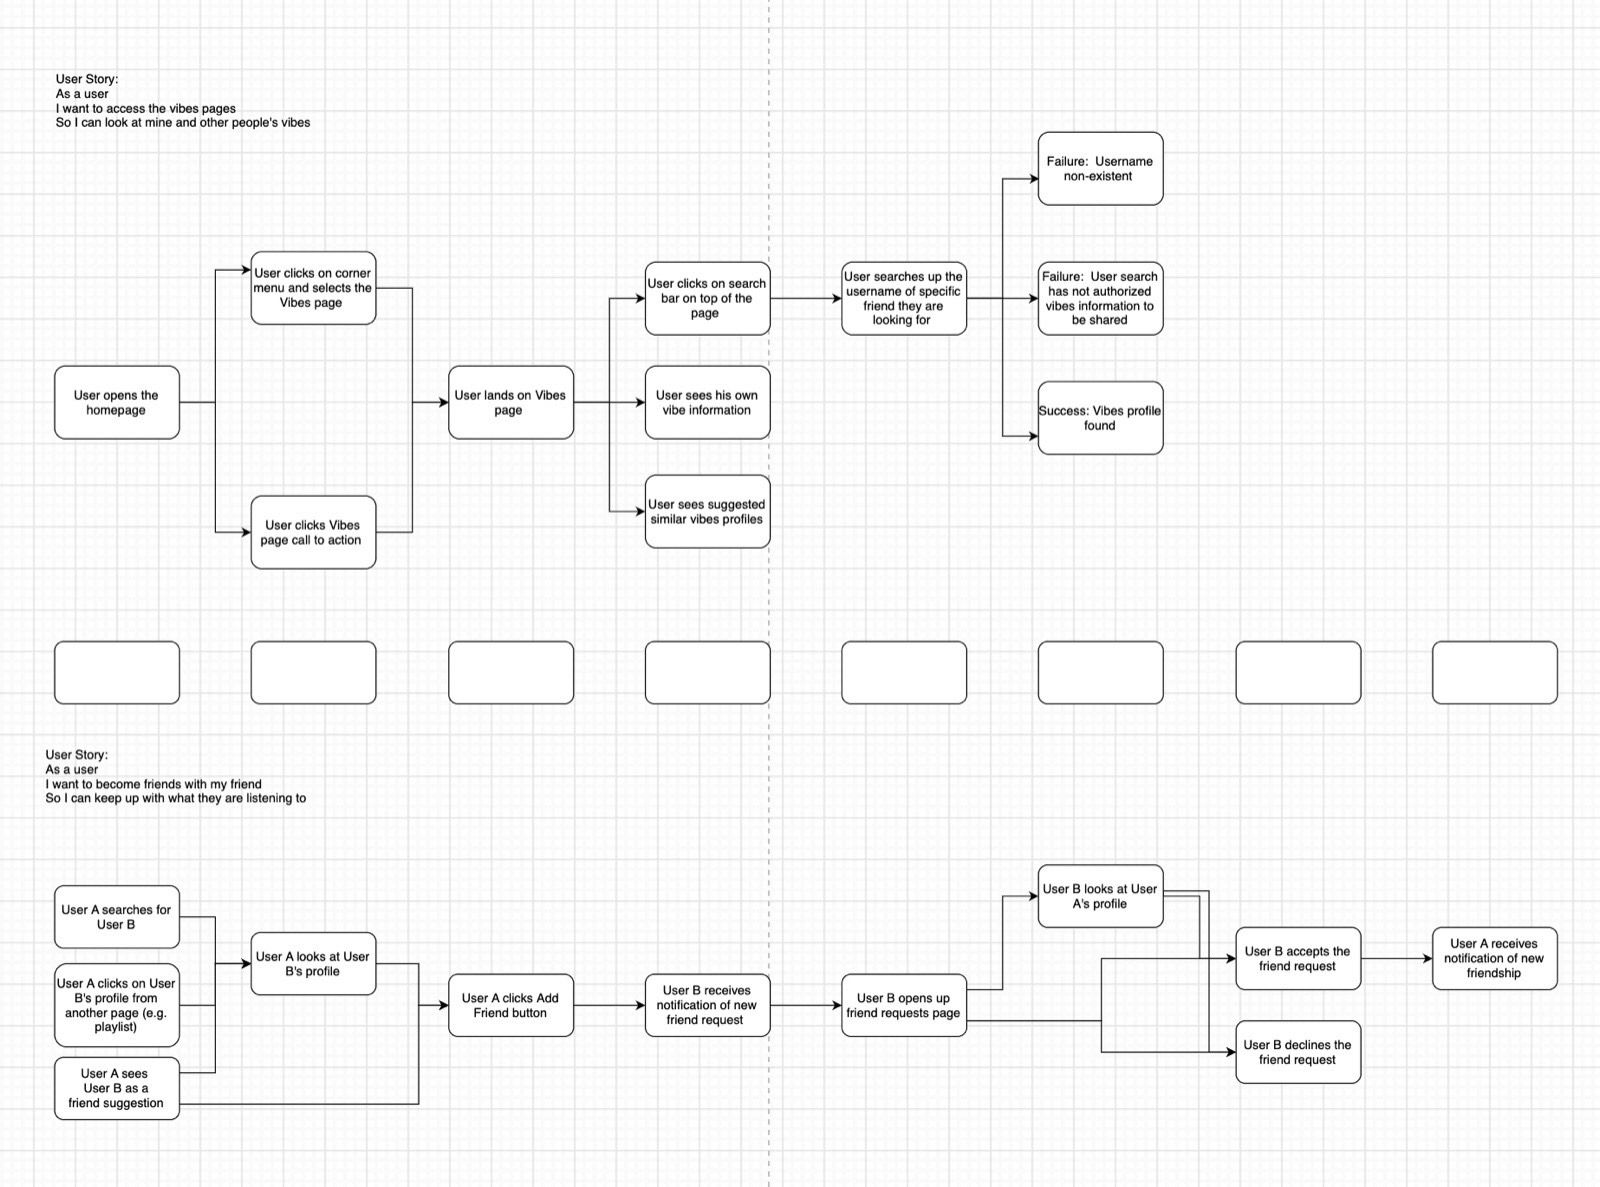 User Story:
As a user
I want to access the vibes pages
So I can look at mine and other people's vibes
Failure:  Username
non-existent
User clicks on corner
menu and selects the
Vibes page
User clicks on search
bar on top of the
page
User searches up the
username of specific
friend they are
looking for
Failure:  User search
has not authorized
vibes information to
be shared
User opens the
homepage
User lands on Vibes
page
User sees his own
vibe information
Success: Vibes profile
found
User clicks Vibes
page call to action
User sees suggested
similar vibes profiles
User Story:
As a user
I want to become friends with my friend
So I can keep up with what they are listening to
User A searches for
User B
User A clicks on User
B's profile from
another page (e.g.
playlist)
User A sees
User B as a
friend suggestion
User A looks at User
B's profile
User A clicks Add
Friend button
User B receives
notification of new
friend request
User B opens up
friend requests page
User B looks at User
A's profile
User B accepts the
friend request
User B declines the
friend request
User A receives
notification of new
friendship